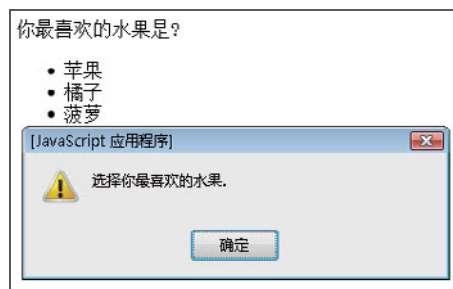 你最喜欢的水果是?
• 苹果
• 橘子
• 菠萝
[JavaScript 应用程序]
选择你最喜欢的水果.
确定